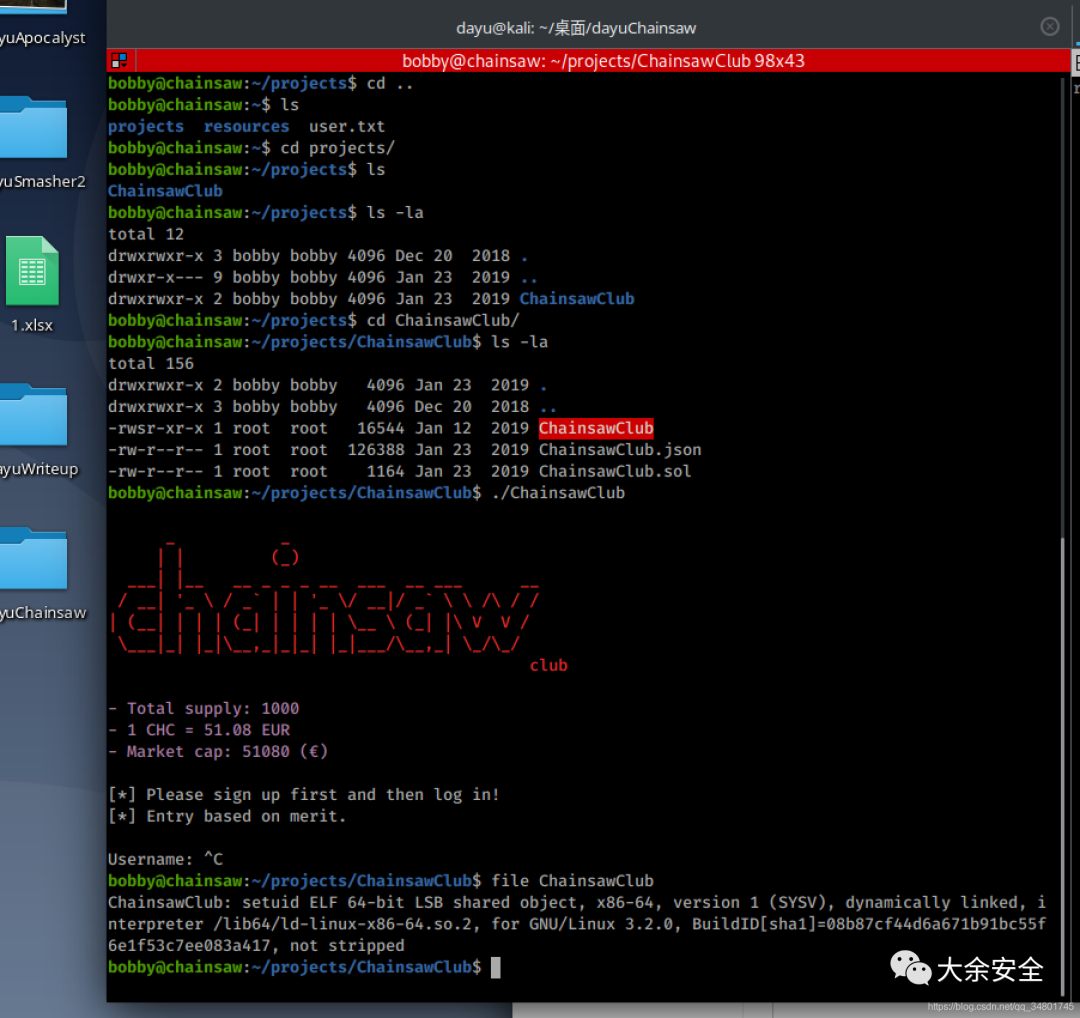 dayu@kali: ~/桌面/dayuChainsaw
bobby@chainsaw: ~/projects/ChainsawClub 98x43
yuApocalyst
yuSmasher2
1.xlsx
ayuWriteup
yuChainsaw
bobby@chainsaw:~/projects$ cd ..
bobby@chainsaw:~$ ls
projects  resources  user.txt
bobby@chainsaw:~$ cd projects/
bobby@chainsaw:~/projects$ ls
ChainsawClub
bobby@chainsaw:~/projects$ ls -la
total 12
drwxrwxr-x 3 bobby bobby 4096 Dec 20  2018 .
drwxr-x--- 9 bobby bobby 4096 Jan 23  2019 ..
drwxrwxr-x 2 bobby bobby 4096 Jan 23  2019 ChainsawClub
bobby@chainsaw:~/projects$ cd ChainsawClub/
bobby@chainsaw:~/projects/ChainsawClub$ ls -la
total 156
drwxrwxr-x 2 bobby bobby   4096 Jan 23  2019 .
drwxrwxr-x 3 bobby bobby   4096 Dec 20  2018 ..
-rwsr-xr-x 1 root  root   16544 Jan 12  2019 ChainsawClub
-rw-r--r-- 1 root  root  126388 Jan 23  2019 ChainsawClub.json
-rw-r--r-- 1 root  root    1164 Jan 23  2019 ChainsawClub.sol
bobby@chainsaw:~/projects/ChainsawClub$ ./ChainsawClub
chainsaw
club
- Total supply: 1000
- 1 CHC = 51.08 EUR
- Market cap: 51080 (€)
[*] Please sign up first and then log in!
[*] Entry based on merit.
Username: ^C
bobby@chainsaw:~/projects/ChainsawClub$ file ChainsawClub
ChainsawClub: setuid ELF 64-bit LSB shared object, x86-64, version 1 (SYSV), dynamically linked, i
nterpreter /lib64/ld-linux-x86-64.so.2, for GNU/Linux 3.2.0, BuildID[sha1]=08b87cf44d6a671b91bc55f
6e1f53c7ee083a417, not stripped
bobby@chainsaw:~/projects/ChainsawClub$
大余安全
https://blog.csdn.net/qq_34801745